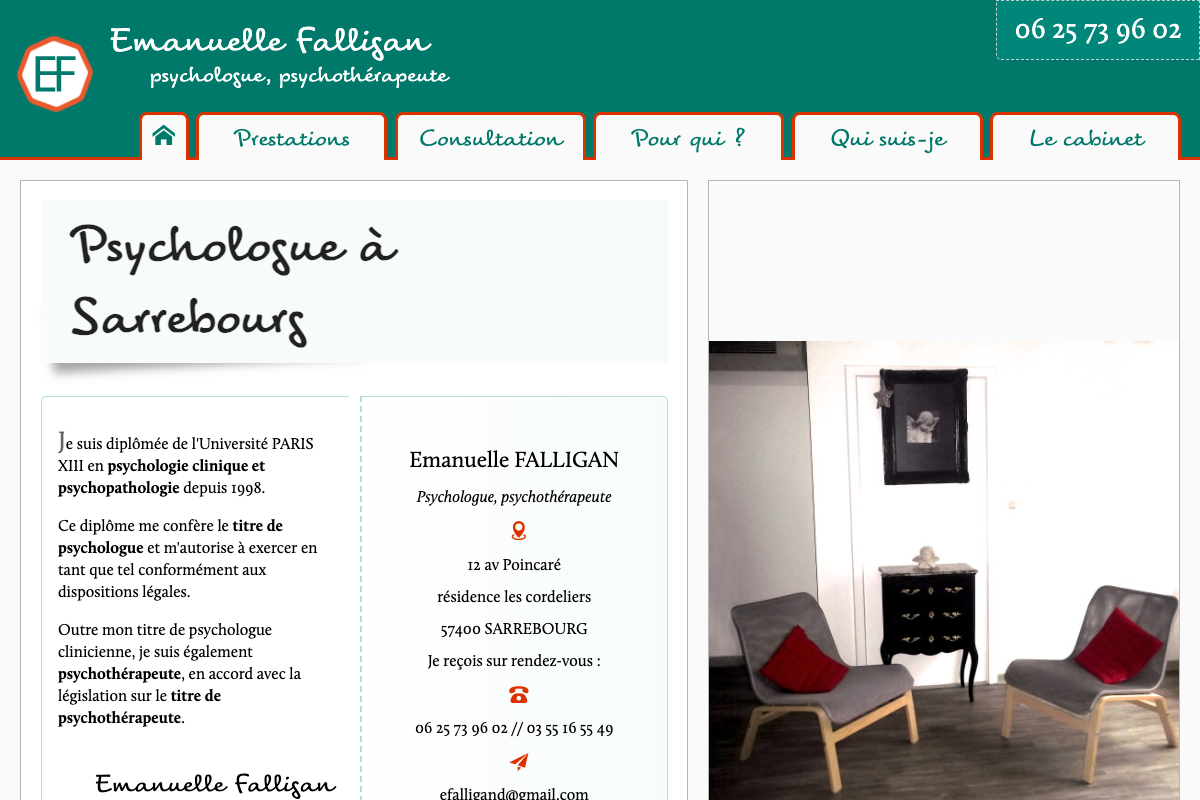 EF
Emanuelle Falligan
psychologue, psychothérapeute
06 25 73 96 02
Prestations
Consultation
Pour qui ?
Qui suis-je
Le cabinet
Psychologue à
Sarrebourg
Je suis diplômée de l'Université PARIS
XIII en psychologie clinique et
psychopathologie depuis 1998.
Ce diplôme me confère le titre de
psychologue et m'autorise à exercer en
tant que tel conformément aux
dispositions légales.
Outre mon titre de psychologue
clinicienne, je suis également
psychothérapeute, en accord avec la
législation sur le titre de
psychothérapeute.
Emanuelle Falligan
Emanuelle FALLIGAN
Psychologue, psychothérapeute
12 av Poincaré
résidence les cordeliers
57400 SARREBOURG
Je reçois sur rendez-vous :
06 25 73 96 02 // 03 55 16 55 49
efalligand@gmail.com